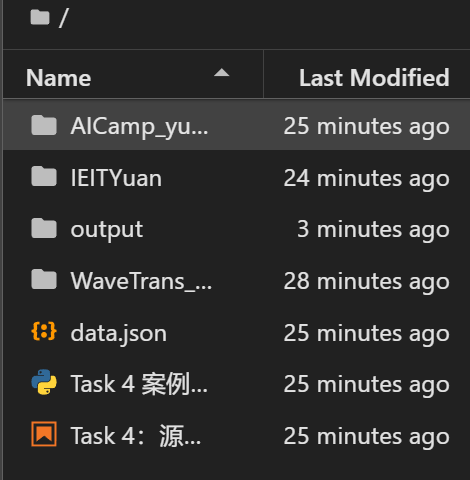 /
Name Last Modified
AICamp_yu... 25 minutes ago
IEITYuan 24 minutes ago
output 3 minutes ago
WaveTrans_... 28 minutes ago
data.json 25 minutes ago
Task 4 案例... 25 minutes ago
Task 4：源... 25 minutes ago